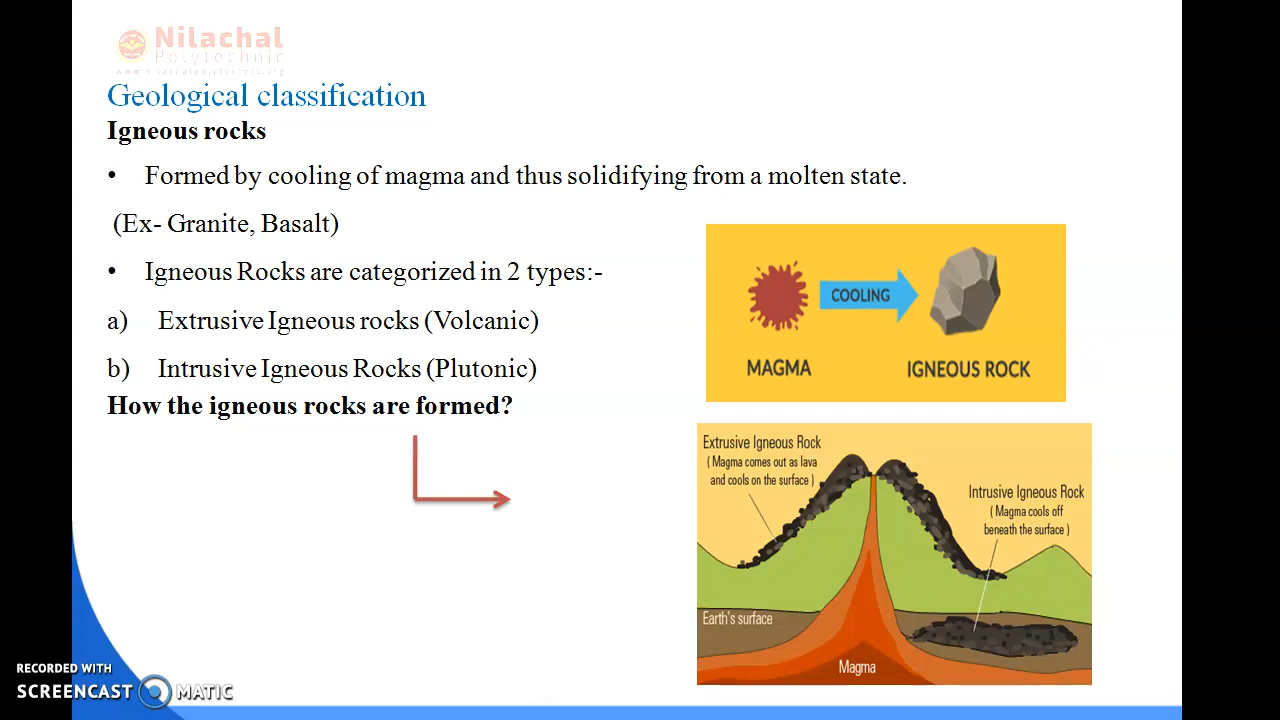 Nilachal
Polytechnic
www.nilachalpolytechnic.org
Geological classification
Igneous rocks
• Formed by cooling of magma and thus solidifying from a molten state.
(Ex- Granite, Basalt)
• Igneous Rocks are categorized in 2 types:-
a) Extrusive Igneous rocks (Volcanic)
b) Intrusive Igneous Rocks (Plutonic)
How the igneous rocks are formed?
COOLING
MAGMA
IGNEOUS ROCK
Extrusive Igneous Rock
( Magma comes out as lava
and cools on the surface )
Intrusive Igneous Rock
( Magma cools off
beneath the surface )
Earth's surface
Magma
RECORDED WITH
SCREENCAST MATIC